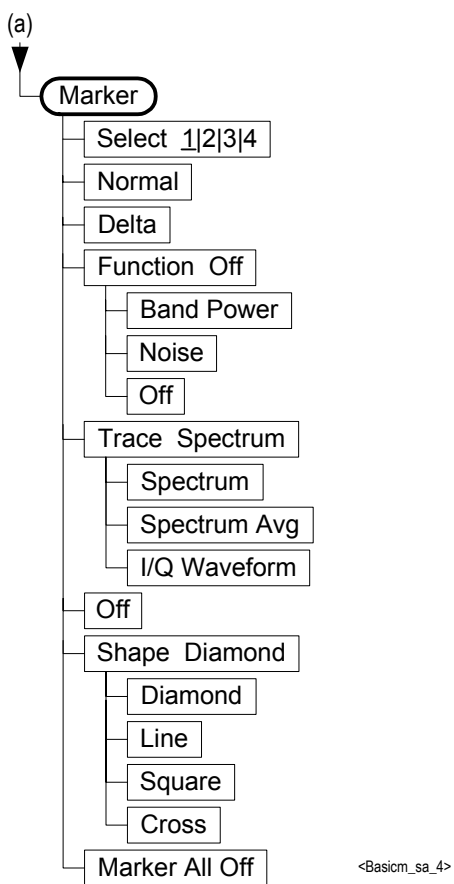 (a)
Marker
Select 1|2|3|4
Normal
Delta
Function Off
Band Power
Noise
Off
Trace Spectrum
Spectrum
Spectrum Avg
I/Q Waveform
Off
Shape Diamond
Diamond
Line
Square
Cross
Marker All Off
<Basicm_sa_4>